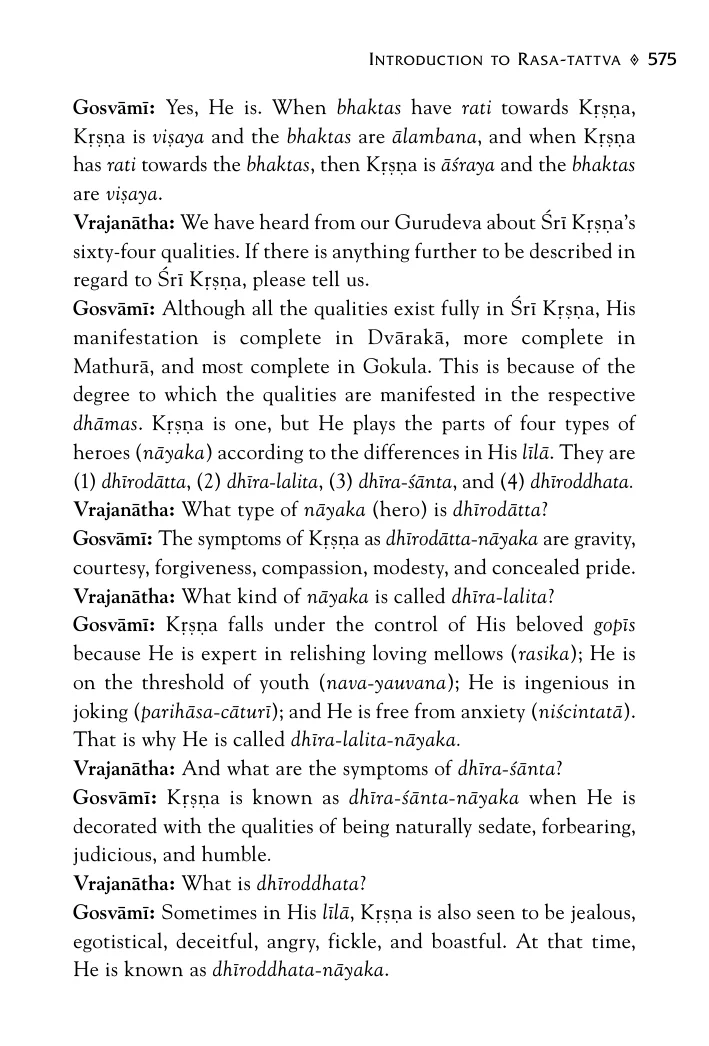 INTRODUCTION TO RASA-TATTVA ◊ 575
Gosvāmī: Yes, He is. When bhaktas have rati towards Kṛṣṇa,
Kṛṣṇa is viṣaya and the bhaktas are ālambana, and when Kṛṣṇa
has rati towards the bhaktas, then Kṛṣṇa is āśraya and the bhaktas
are viṣaya.
Vrajanātha: We have heard from our Gurudeva about Śrī Kṛṣṇa's
sixty-four qualities. If there is anything further to be described in
regard to Śrī Kṛṣṇa, please tell us.
Gosvāmī: Although all the qualities exist fully in Śrī Kṛṣṇa, His
manifestation is complete in Dvārakā, more complete in
Mathurā, and most complete in Gokula. This is because of the
degree to which the qualities are manifested in the respective
dhāmas. Kṛṣṇa is one, but He plays the parts of four types of
heroes (nāyaka) according to the differences in His līlā. They are
(1) dhīrodātta, (2) dhīra-lalita, (3) dhīra-śānta, and (4) dhīroddhata.
Vrajanātha: What type of nāyaka (hero) is dhīrodātta?
Gosvāmī: The symptoms of Kṛṣṇa as dhīrodātta-nāyaka are gravity,
courtesy, forgiveness, compassion, modesty, and concealed pride.
Vrajanātha: What kind of nāyaka is called dhīra-lalita?
Gosvāmī: Kṛṣṇa falls under the control of His beloved gopīs
because He is expert in relishing loving mellows (rasika); He is
on the threshold of youth (nava-yauvana); He is ingenious in
joking (parihāsa-cāturī); and He is free from anxiety (niścintatā).
That is why He is called dhīra-lalita-nāyaka.
Vrajanātha: And what are the symptoms of dhīra-śānta?
Gosvāmī: Kṛṣṇa is known as dhīra-śānta-nāyaka when He is
decorated with the qualities of being naturally sedate, forbearing,
judicious, and humble.
Vrajanātha: What is dhīroddhata?
Gosvāmī: Sometimes in His līlā, Kṛṣṇa is also seen to be jealous,
egotistical, deceitful, angry, fickle, and boastful. At that time,
He is known as dhīroddhata-nāyaka.